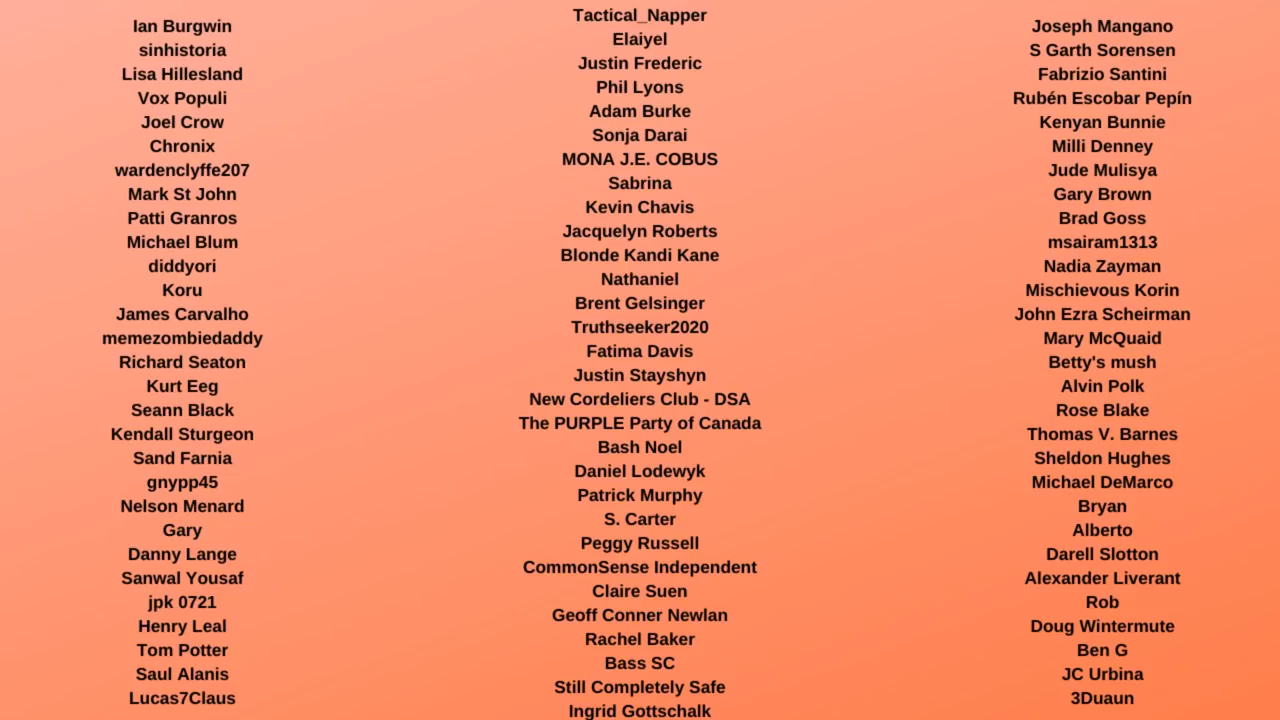 Ian Burgwin
sinhistoria
Lisa Hillesland
Vox Populi
Joel Crow
Chronix
wardenclyffe207
Mark St John
Patti Granros
Michael Blum
diddyori
Koru
James Carvalho
memezombiedaddy
Richard Seaton
Kurt Eeg
Seann Black
Kendall Sturgeon
Sand Farnia
gnypp45
Nelson Menard
Gary
Danny Lange
Sanwal Yousaf
jpk 0721
Henry Leal
Tom Potter
Saul Alanis
Lucas7Claus
Tactical_Napper
Elaiyel
Justin Frederic
Phil Lyons
Adam Burke
Sonja Darai
MONA J.E. COBUS
Sabrina
Kevin Chavis
Jacquelyn Roberts
Blonde Kandi Kane
Nathaniel
Brent Gelsinger
Truthseeker2020
Fatima Davis
Justin Stayshyn
New Cordeliers Club - DSA
The PURPLE Party of Canada
Bash Noel
Daniel Lodewyk
Patrick Murphy
S. Carter
Peggy Russell
CommonSense Independent
Claire Suen
Geoff Conner Newlan
Rachel Baker
Bass SC
Still Completely Safe
Ingrid Gottschalk
Joseph Mangano
S Garth Sorensen
Fabrizio Santini
Rubén Escobar Pepín
Kenyan Bunnie
Milli Denney
Jude Mulisya
Gary Brown
Brad Goss
msairam1313
Nadia Zayman
Mischievous Korin
John Ezra Scheirman
Mary McQuaid
Betty's mush
Alvin Polk
Rose Blake
Thomas V. Barnes
Sheldon Hughes
Michael DeMarco
Bryan
Alberto
Darell Slotton
Alexander Liverant
Rob
Doug Wintermute
Ben G
JC Urbina
3Duaun